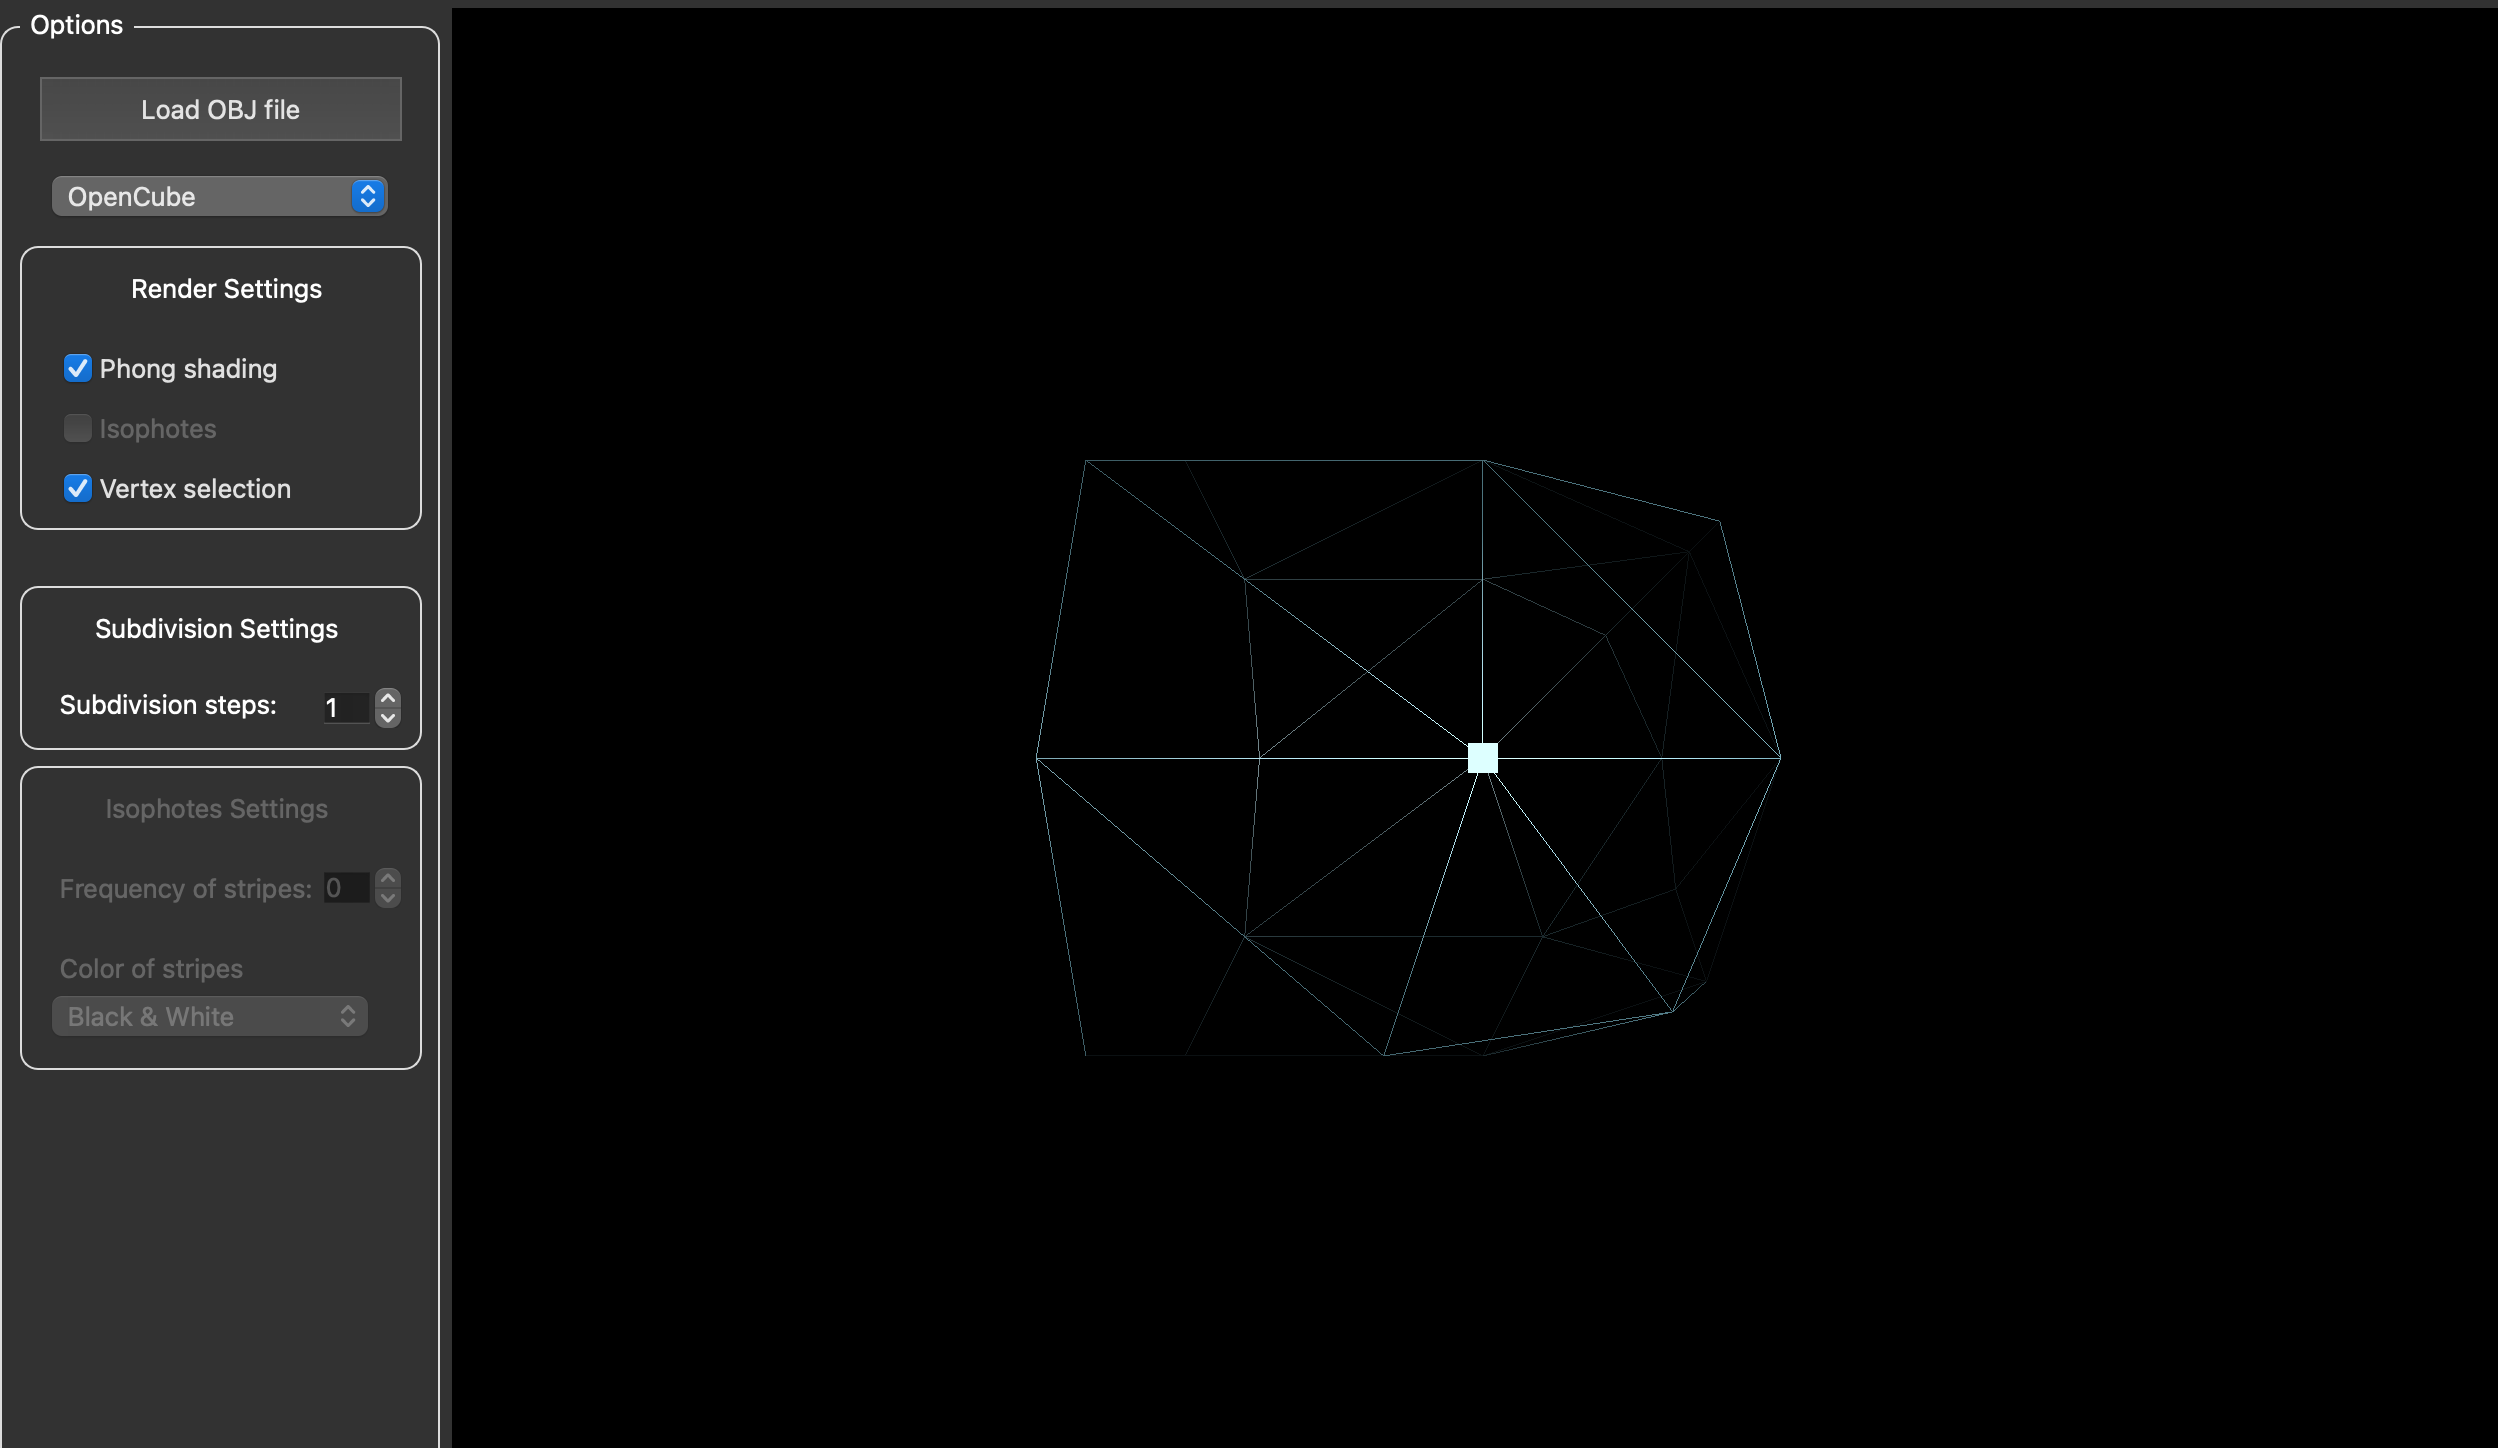 Options
Load OBJ file
OpenCube
Render Settings
Phong shading
Isophotes
Vertex selection
Subdivision Settings
Subdivision steps: 1
Isophotes Settings
Frequency of stripes: 0
Color of stripes
Black & White